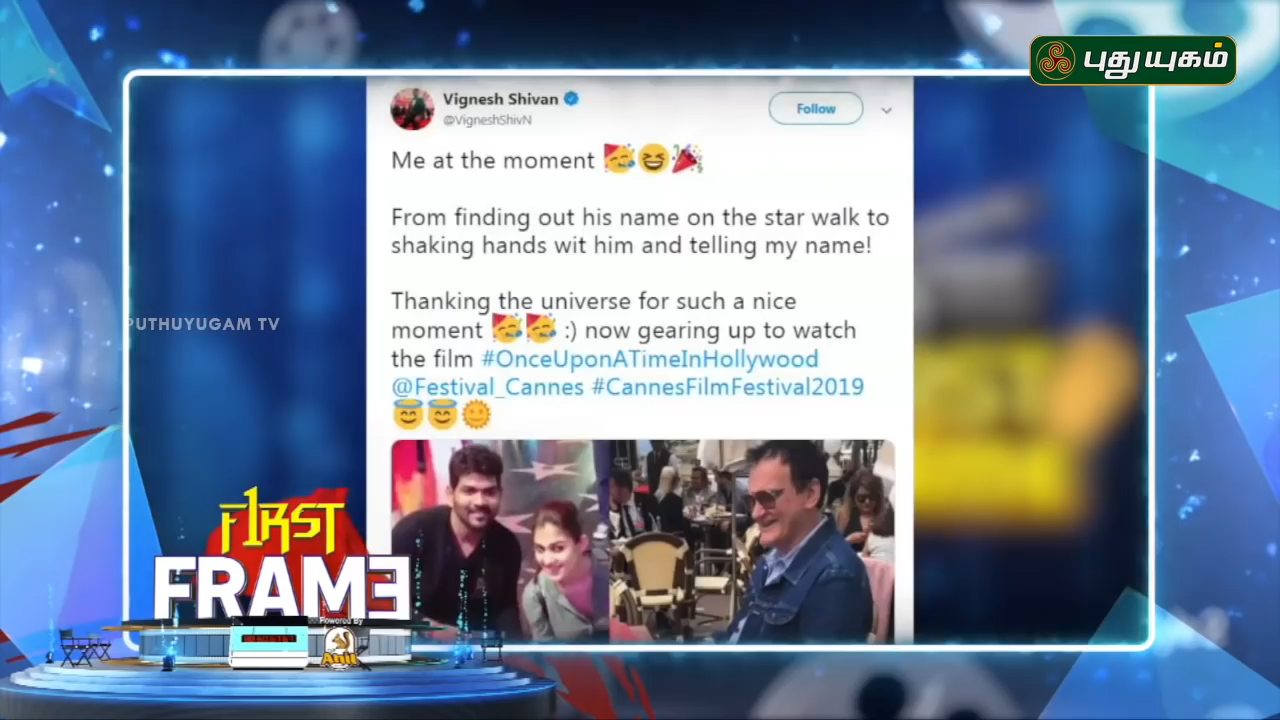 புதுயுகம்
Vignesh Shivan
@VigneshShivN
Follow
Me at the moment 🥳😆🎉
From finding out his name on the star walk to
shaking hands wit him and telling my name!
Thanking the universe for such a nice
moment 🥳🥳 :) now gearing up to watch
the film #OnceUponATimeInHollywood
@Festival_Cannes #CannesFilmFestival2019
😇😇🌞
PUTHUYUGAM TV
F1RST
FRAME
Powered By
Anil